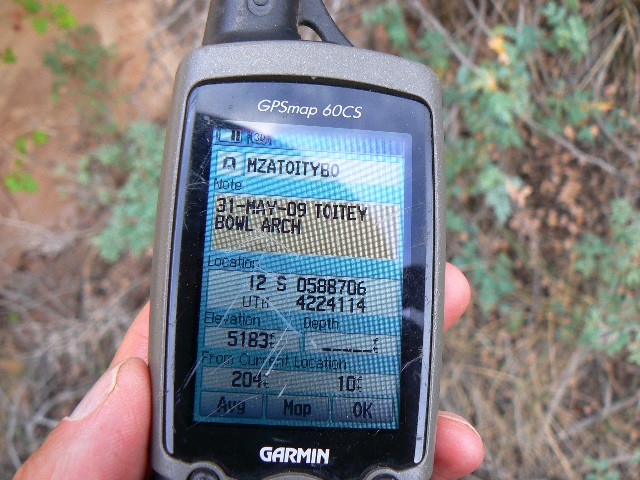 GPSmap 60CS
MZATOITYBO
Note
31-MAY-09 TOITEY
BOWL ARCH
Location
12 S 0588706
UTM 4224114
Elevation Depth
5183 ______
From Current Location
204 10
Avg Map OK
GARMIN